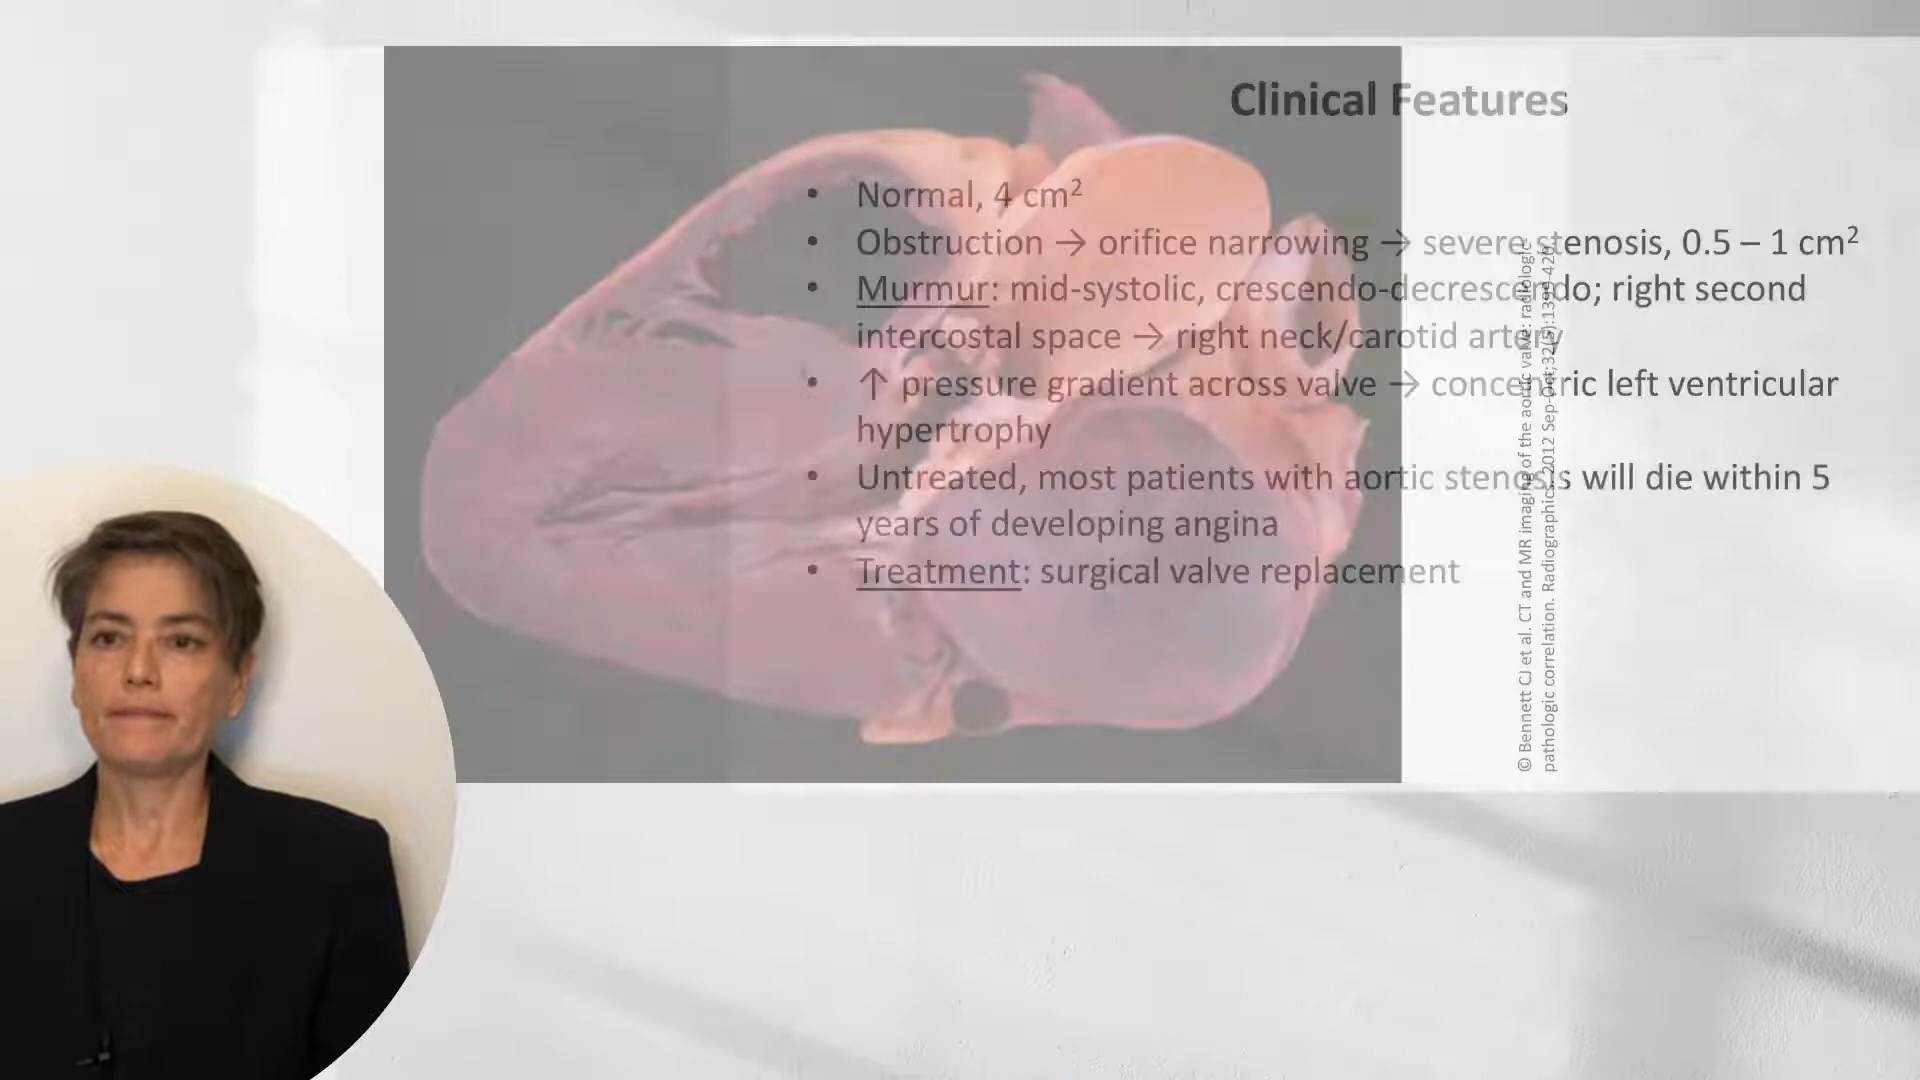 Clinical Features
• Normal, 4 cm²
• Obstruction → orifice narrowing → severe stenosis, 0.5 – 1 cm²
• Murmur: mid-systolic, crescendo-decrescendo; right second
intercostal space → right neck/carotid artery
• ↑ pressure gradient across valve → concentric left ventricular
hypertrophy
• Untreated, most patients with aortic stenosis will die within 5
years of developing angina
• Treatment: surgical valve replacement
© Bennett CJ et al. CT and MR imaging of the aortic valve: radiologic-
pathologic correlation. Radiographics. 2012 Sep-Oct;32(5):1399-420.